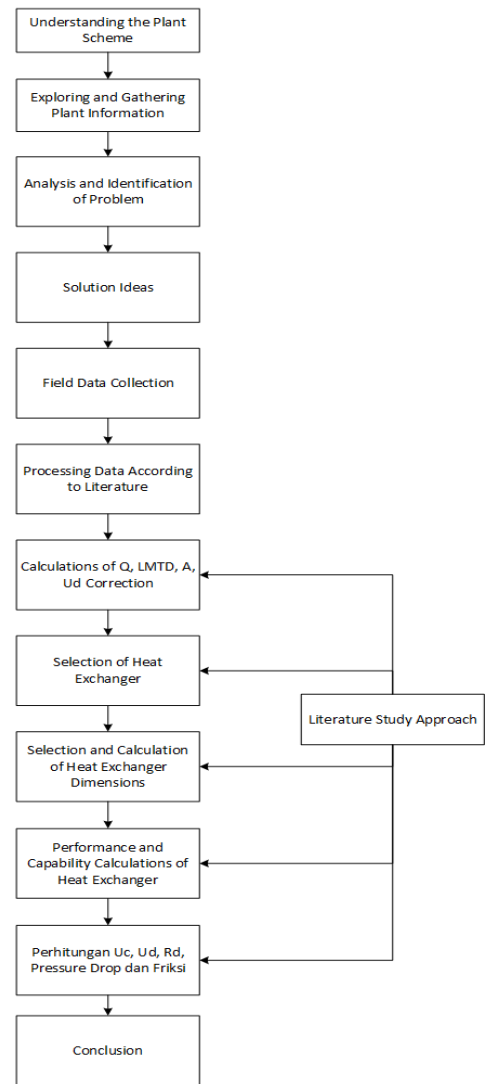 Understanding the Plant
Scheme
Exploring and Gathering
Plant Information
Analysis and Identification
of Problem
Solution Ideas
Field Data Collection
Processing Data According
to Literature
Calculations of Q, LMTD, A,
Ud Correction
Selection of Heat
Exchanger
Literature Study Approach
Selection and Calculation
of Heat Exchanger
Dimensions
Performance and
Capability Calculations of
Heat Exchanger
Perhitungan Uc, Ud, Rd,
Pressure Drop dan Friksi
Conclusion